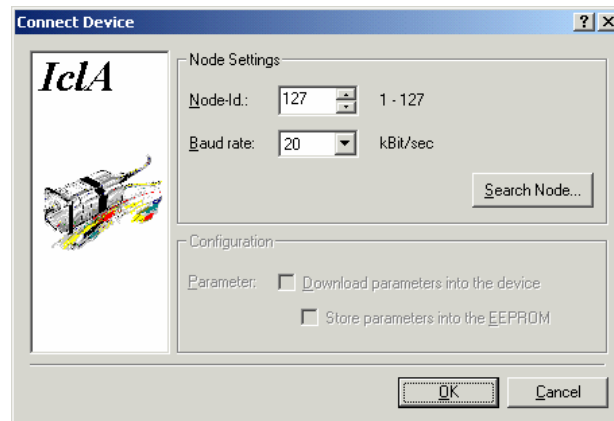 Connect Device
IclA
Node Settings
Node-Id.: 127 1 - 127
Baud rate: 20 kBit/sec
Search Node...
Configuration
Parameter: Download parameters into the device
Store parameters into the EEPROM
OK Cancel